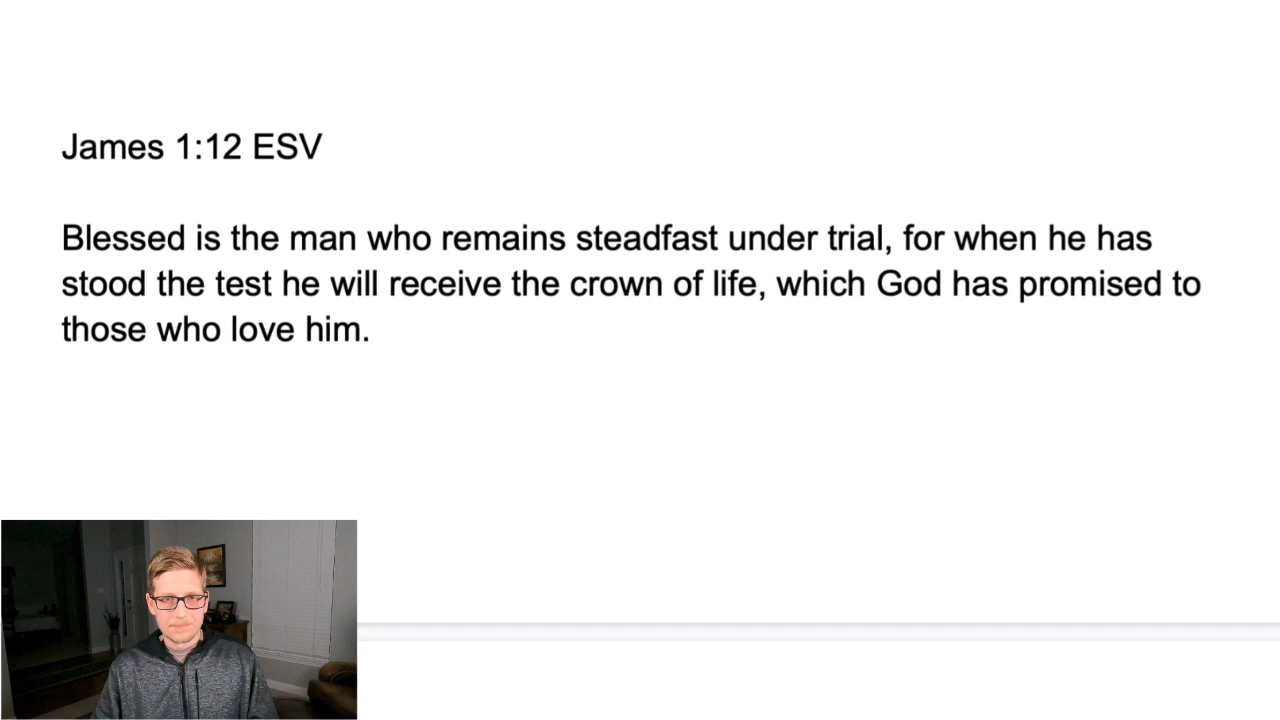 James 1:12 ESV
Blessed is the man who remains steadfast under trial, for when he has
stood the test he will receive the crown of life, which God has promised to
those who love him.